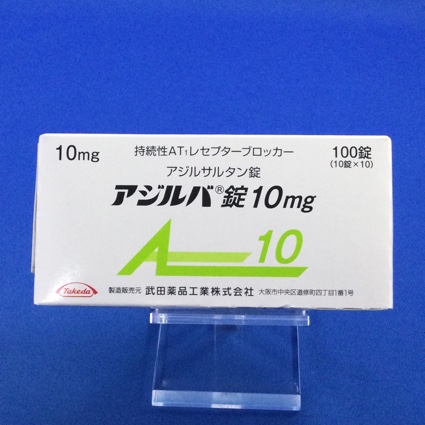 10mg
持続性AT₁レセプターブロッカー
100錠
(10錠×10)
アジルサルタン錠
アジルバ®錠10mg
10
Takeda
製造販売元 武田薬品工業株式会社 大阪市中央区道修町四丁目1番1号